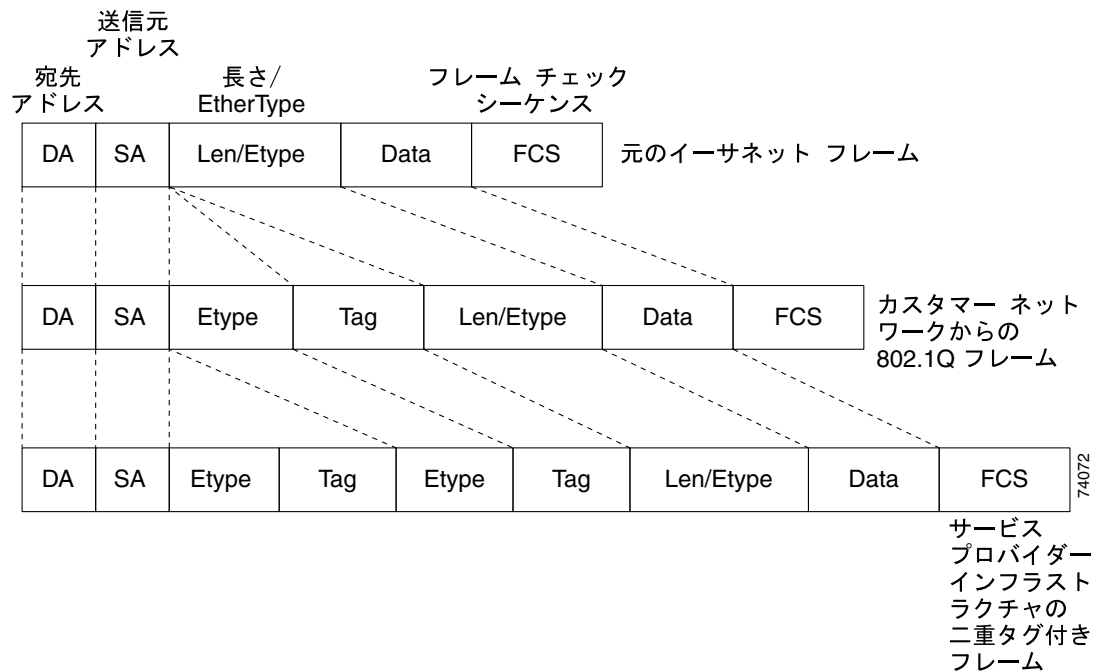 送信元
アドレス
宛先
アドレス
長さ/
EtherType
フレーム チェック
シーケンス
DA SA Len/Etype Data FCS
元のイーサネット フレーム
DA SA Etype Tag Len/Etype Data FCS
カスタマー ネット
ワークからの
802.1Q フレーム
DA SA Etype Tag Etype Tag Len/Etype Data FCS
74072
サービス
プロバイダー
インフラスト
ラクチャの
二重タグ付き
フレーム